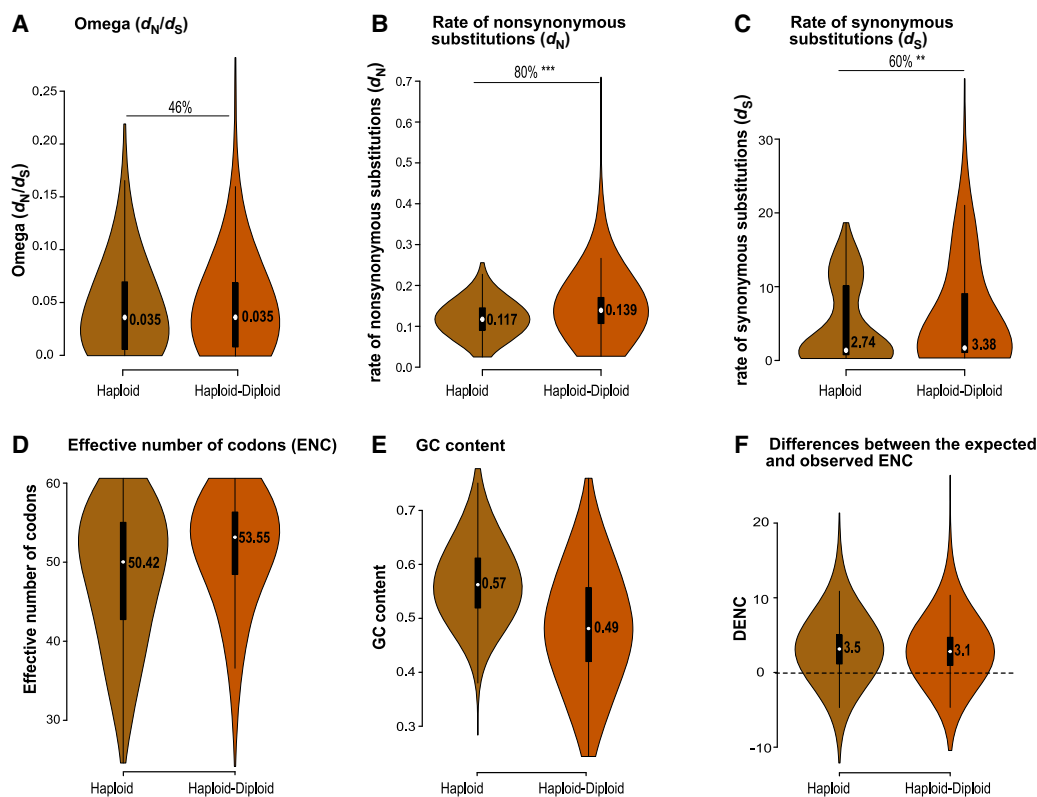 A Omega (dN/dS)
Omega (dN/dS)
0.25
0.20
0.15
0.10
0.05
0.0
46%
0.035
0.035
Haploid
Haploid-Diploid
B Rate of nonsynonymous
substitutions (dN)
rate of nonsynonymous substitutions (dN)
0.7
0.6
0.5
0.4
0.3
0.2
0.1
0.0
80% ***
0.117
0.139
Haploid
Haploid-Diploid
C Rate of synonymous
substitutions (dS)
rate of synonymous substitutions (dS)
30
20
10
0
60% **
2.74
3.38
Haploid
Haploid-Diploid
D Effective number of codons (ENC)
Effective number of codons
60
50
40
30
50.42
53.55
Haploid
Haploid-Diploid
E GC content
GC content
0.7
0.6
0.5
0.4
0.3
0.57
0.49
Haploid
Haploid-Diploid
F Differences between the expected
and observed ENC
DENC
20
10
0
−10
3.5
3.1
Haploid
Haploid-Diploid